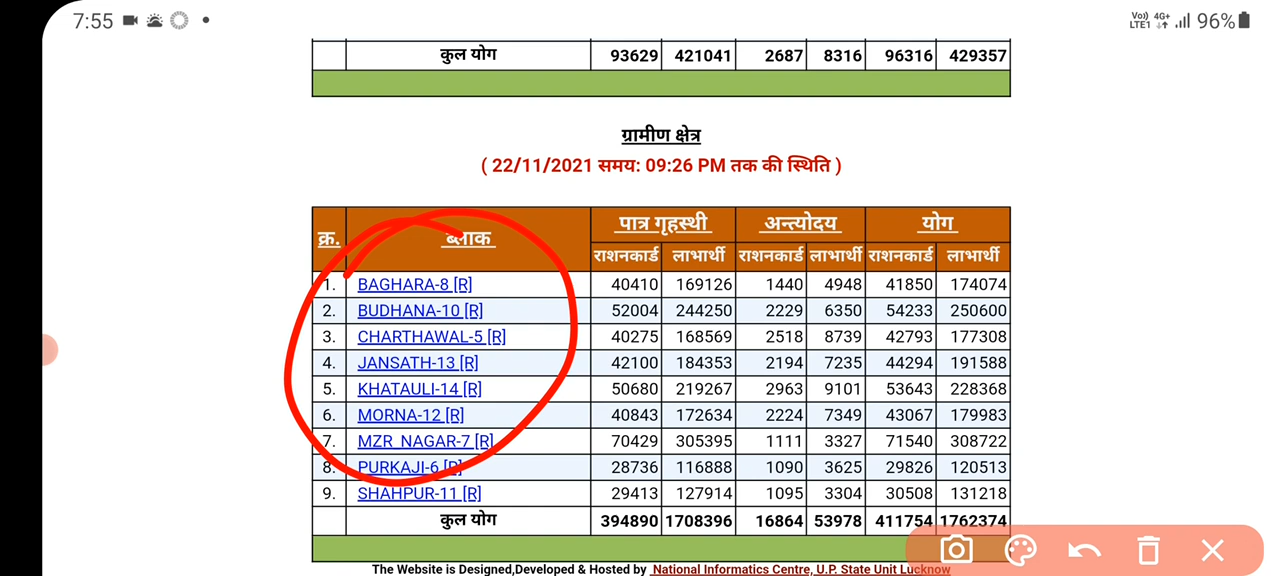 7:55 Vo)) LTE1 4G+ 96%
कुल योग 93629 421041 2687 8316 96316 429357
ग्रामीण क्षेत्र
( 22/11/2021 समय: 09:26 PM तक की स्थिति )
क्र. ब्लाक पात्र गृहस्थी अन्त्योदय योग
राशनकार्ड लाभार्थी राशनकार्ड लाभार्थी राशनकार्ड लाभार्थी
1. BAGHARA-8 [R] 40410 169126 1440 4948 41850 174074
2. BUDHANA-10 [R] 52004 244250 2229 6350 54233 250600
3. CHARTHAWAL-5 [R] 40275 168569 2518 8739 42793 177308
4. JANSATH-13 [R] 42100 184353 2194 7235 44294 191588
5. KHATAULI-14 [R] 50680 219267 2963 9101 53643 228368
6. MORNA-12 [R] 40843 172634 2224 7349 43067 179983
7. MZR_NAGAR-7 [R] 70429 305395 1111 3327 71540 308722
8. PURKAJI-6 [R] 28736 116888 1090 3625 29826 120513
9. SHAHPUR-11 [R] 29413 127914 1095 3304 30508 131218
कुल योग 394890 1708396 16864 53978 411754 1762374
The Website is Designed,Developed & Hosted by National Informatics Centre, U.P. State Unit Lucknow